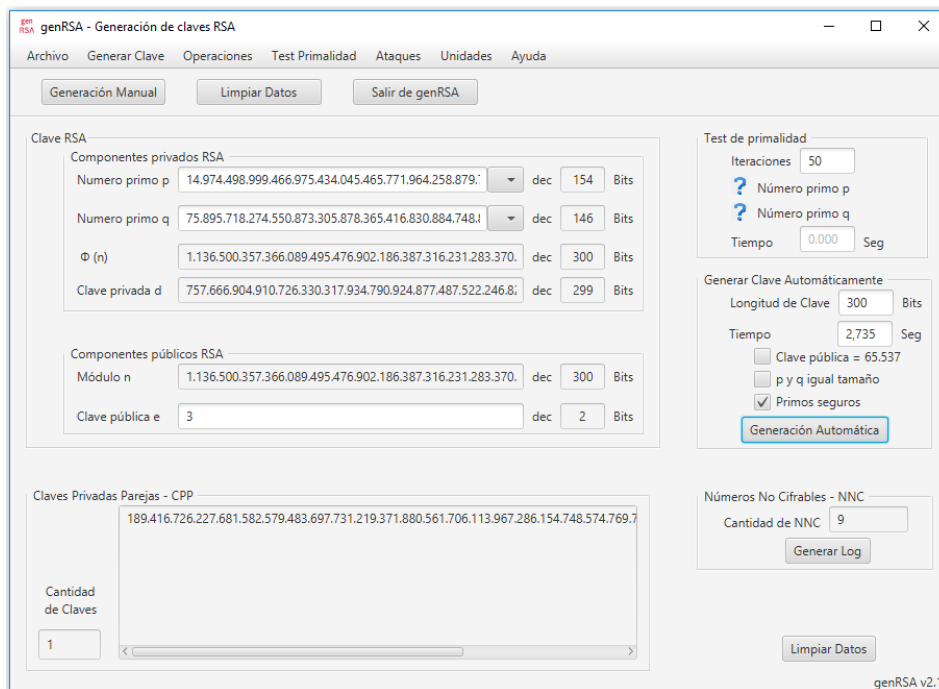 gen RSA genRSA - Generación de claves RSA
Archivo Generar Clave Operaciones Test Primalidad Ataques Unidades Ayuda
Generación Manual Limpiar Datos Salir de genRSA
Clave RSA
Componentes privados RSA
Numero primo p 14.974.498.999.466.975.434.045.465.771.964.258.879. dec 154 Bits
Numero primo q 75.895.718.274.550.873.305.878.365.416.830.884.748. dec 146 Bits
Φ (n) 1.136.500.357.366.089.495.476.902.186.387.316.231.283.370. dec 300 Bits
Clave privada d 757.666.904.910.726.330.317.934.790.924.877.487.522.246.8 dec 299 Bits
Componentes públicos RSA
Módulo n 1.136.500.357.366.089.495.476.902.186.387.316.231.283.370. dec 300 Bits
Clave pública e 3 dec 2 Bits
Test de primalidad
Iteraciones 50
? Número primo p
? Número primo q
Tiempo 0.000 Seg
Generar Clave Automáticamente
Longitud de Clave 300 Bits
Tiempo 2,735 Seg
Clave pública = 65.537
p y q igual tamaño
Primos seguros
Generación Automática
Claves Privadas Parejas - CPP
189.416.726.227.681.582.579.483.697.731.219.371.880.561.706.113.967.286.154.748.574.769.7
Cantidad
de Claves
1
Números No Cifrables - NNC
Cantidad de NNC 9
Generar Log
Limpiar Datos
genRSA v2.1